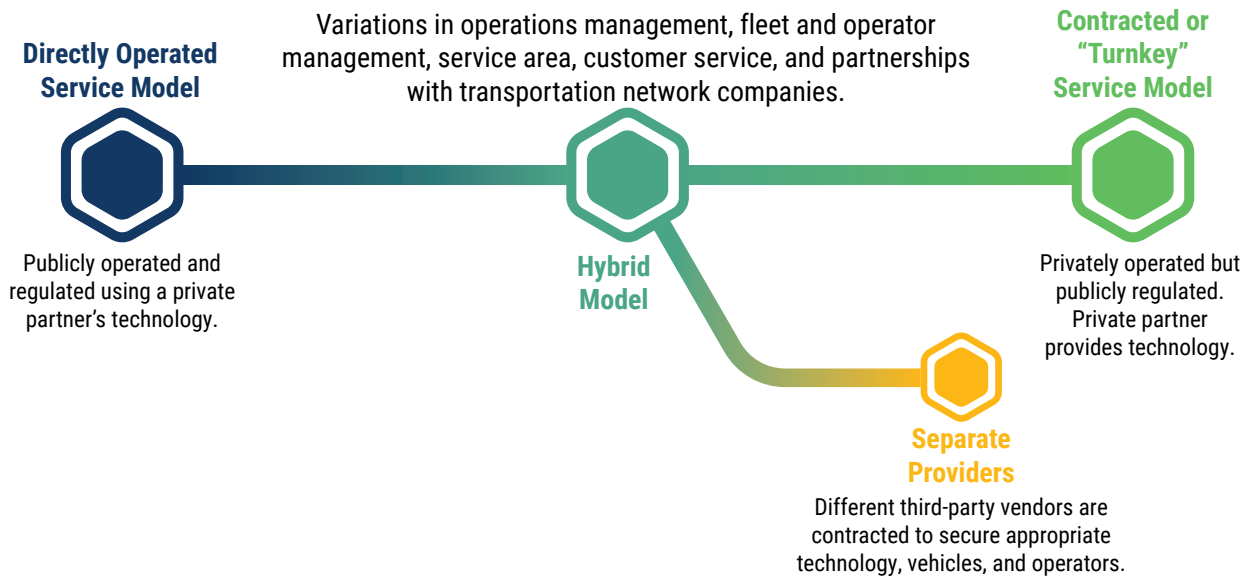 Directly Operated
Service Model
Publicly operated and
regulated using a private
partner’s technology.
Variations in operations management, fleet and operator
management, service area, customer service, and partnerships
with transportation network companies.
Hybrid
Model
Contracted or
“Turnkey”
Service Model
Privately operated but
publicly regulated.
Private partner
provides technology.
Separate
Providers
Different third-party vendors are
contracted to secure appropriate
technology, vehicles, and operators.